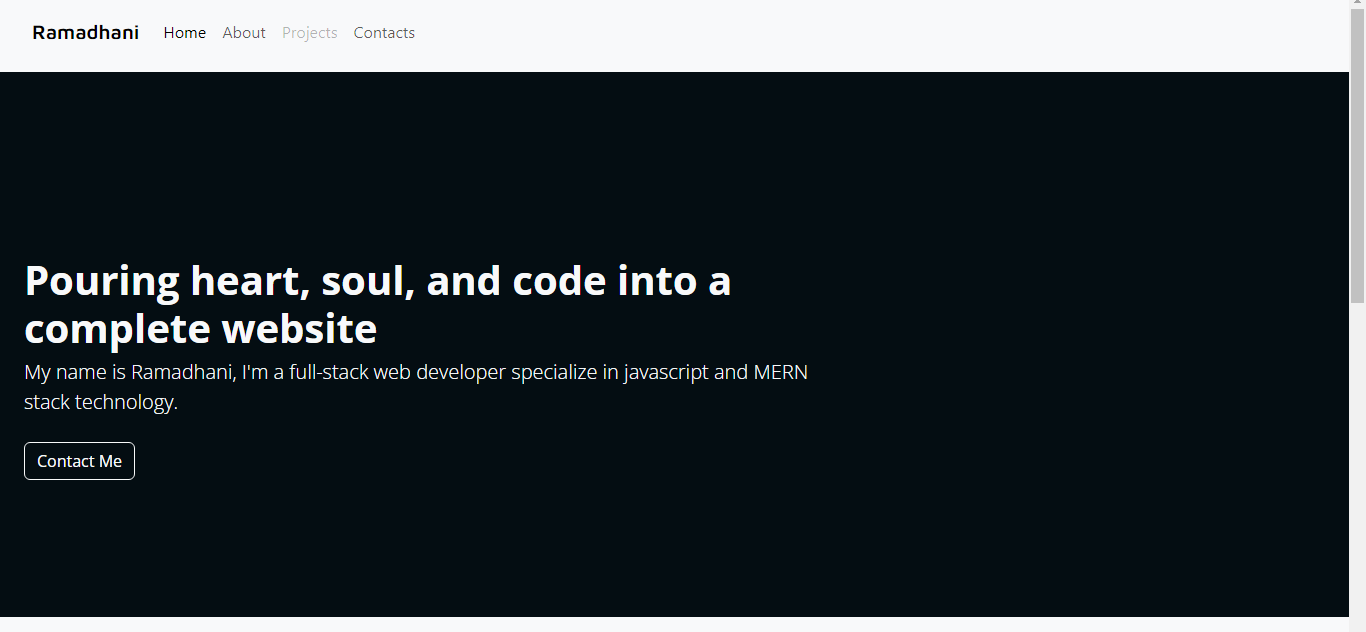 Ramadhani Home About Projects Contacts
Pouring heart, soul, and code into a
complete website
My name is Ramadhani, I'm a full-stack web developer specialize in javascript and MERN
stack technology.
Contact Me